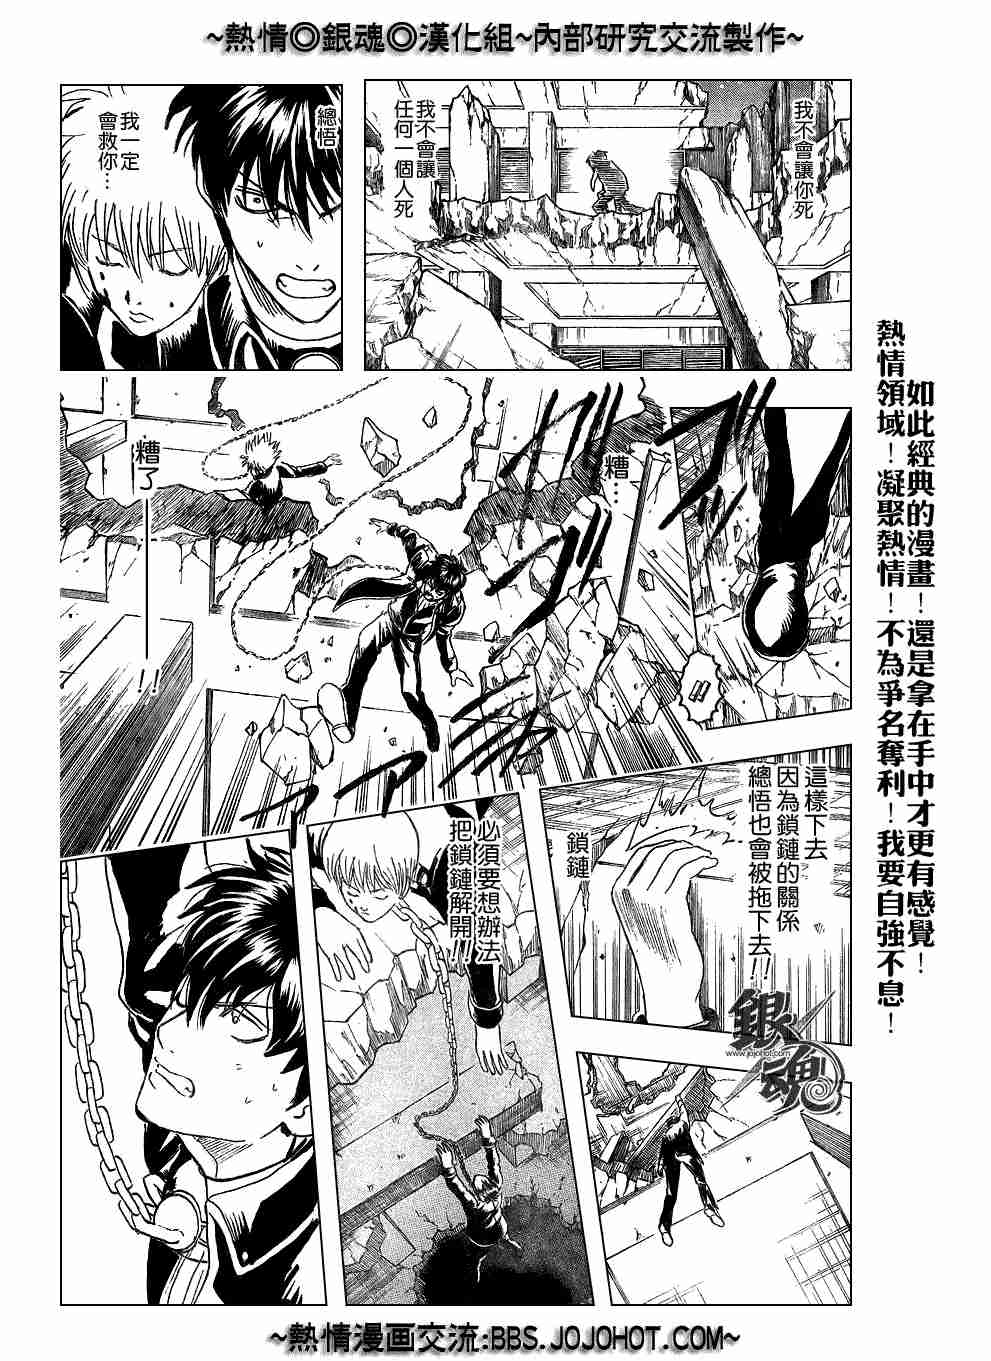 ~熱情◎銀魂◎漢化組~內部研究交流製作~
我不會讓你死
我不會讓
任何一個人死
總悟
我一定
會救你…
糟…
糟了
!!
!!
這樣下去
因為鎖鏈的關係
總悟也會被拖下去!!
鎖鏈
必須要想辦法
把鎖鏈解開!!
如此經典的漫畫!還是拿在手中才更有感覺!
熱情領域!凝聚熱情!不為爭名奪利!我要自強不息!
銀魂
www.jojohot.com
~熱情漫画交流:BBS.JOJOHOT.COM~